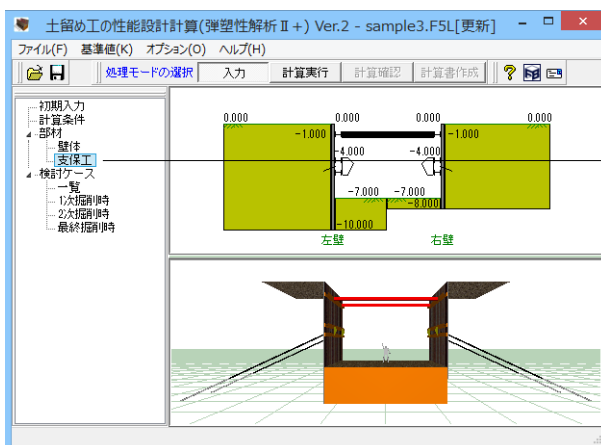 土留め工の性能設計計算(弾塑性解析Ⅱ+) Ver.2 - sample3.F5L[更新]
ファイル(F) 基準値(K) オプション(O) ヘルプ(H)
処理モードの選択 入力 計算実行 計算確認 計算書作成
初期入力
計算条件
部材
壁体
支保工
検討ケース
一覧
1次掘削時
2次掘削時
最終掘削時
0.000 0.000 0.000 0.000
-1.000 -1.000
-4.000 -4.000
-7.000 -7.000
-8.000
-10.000
左壁 右壁